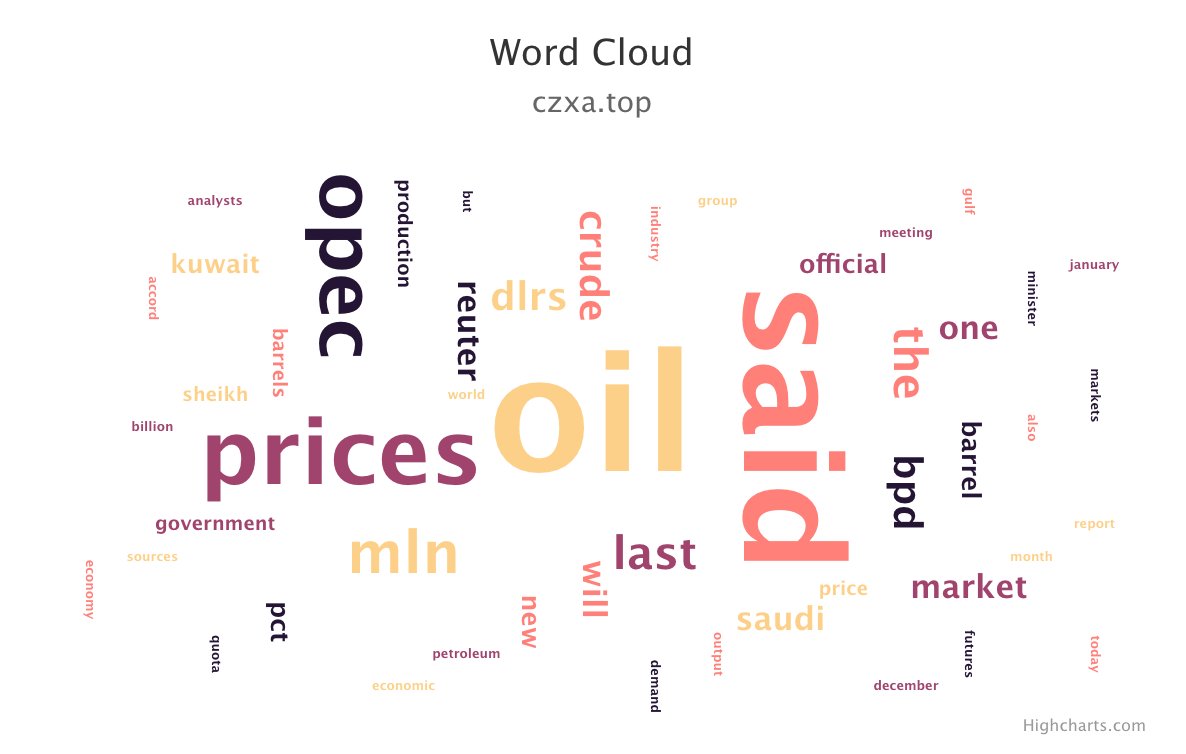 Word Cloud
czxa.top
analysts
production
but
group
gulf
industry
opec
crude
meeting
kuwait
official
january
accord
reuter
dlrs
minister
said
barrels
the
one
oil
sheikh
world
markets
billion
prices
also
barrel
bpd
government
report
sources
mln
last
month
economy
will
price
market
pct
new
saudi
quota
petroleum
output
futures
today
economic
demand
december
Highcharts.com